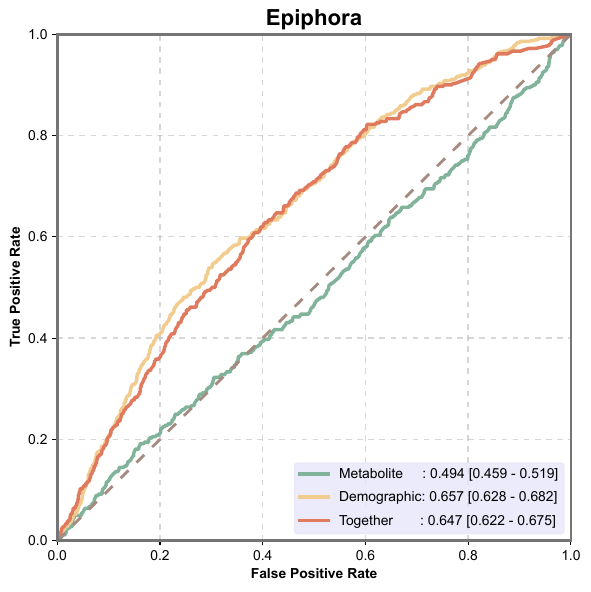 Epiphora
1.0
0.8
0.6
0.4
0.2
0.0
True Positive Rate
Metabolite : 0.494 [0.459 - 0.519]
Demographic: 0.657 [0.628 - 0.682]
Together : 0.647 [0.622 - 0.675]
0.0 0.2 0.4 0.6 0.8 1.0
False Positive Rate